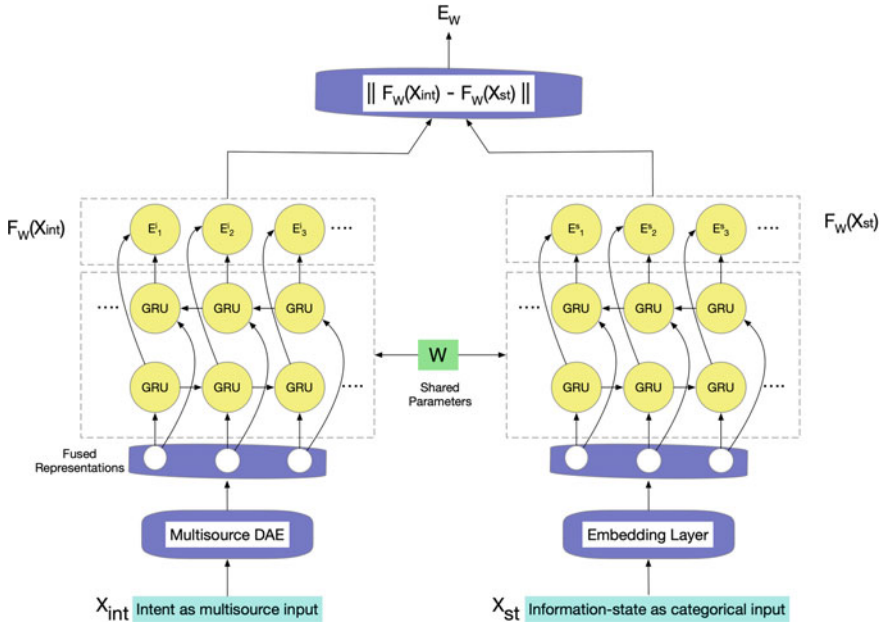 E_W
|| F_W(X_int) - F_W(X_st) ||
F_W(X_int)
E^i_1 E^i_2 E^i_3 ....
E^s_1 E^s_2 E^s_3 ....
F_W(X_st)
.... GRU GRU GRU
.... GRU GRU GRU
W
Shared
Parameters
GRU GRU GRU ....
GRU GRU GRU ....
Fused
Representations
Multisource DAE
Embedding Layer
X_int Intent as multisource input
X_st Information-state as categorical input